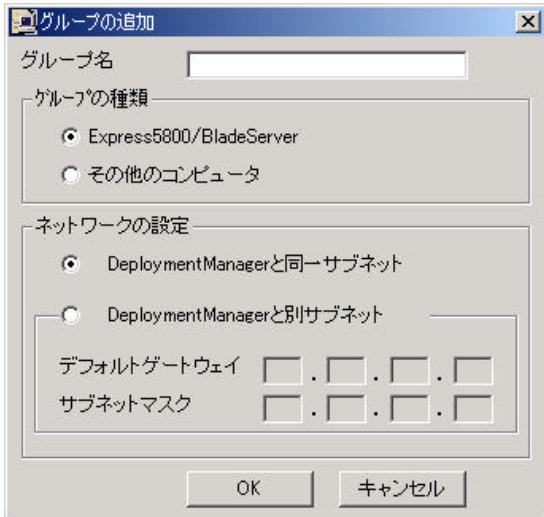 グループの追加
グループ名
グループの種類
Express5800/BladeServer
その他のコンピュータ
ネットワークの設定
DeploymentManagerと同一サブネット
DeploymentManagerと別サブネット
デフォルトゲートウェイ . . .
サブネットマスク . . .
OK キャンセル